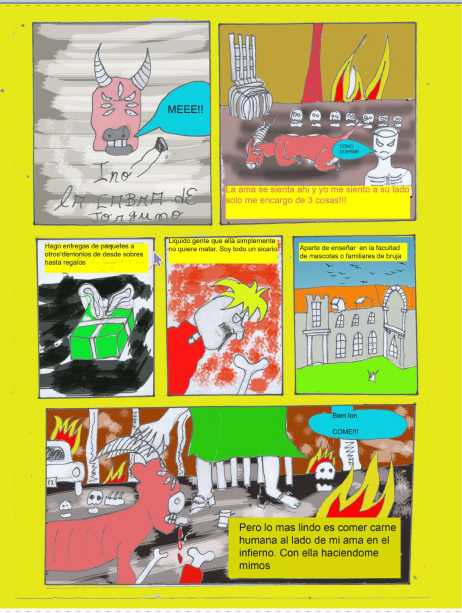 MEEE!!
Ino
LA CABRA DE
Torgumo
COMO
DUERME
La ama se sienta ahi y yo me siento a su lado
solo me encargo de 3 cosas!!!
Hago entregas de paquetes a
otros demonios de desde sobres
hasta regalos
Liquido gente que ella simplemente
no quiere matar. Soy todo un sicario
Aparte de enseñar en la facultad
de mascotas o familiares de bruja
Bien Ion
COME!!!
12
Pero lo mas lindo es comer carne
humana al lado de mi ama en el
infierno. Con ella haciendome
mimos